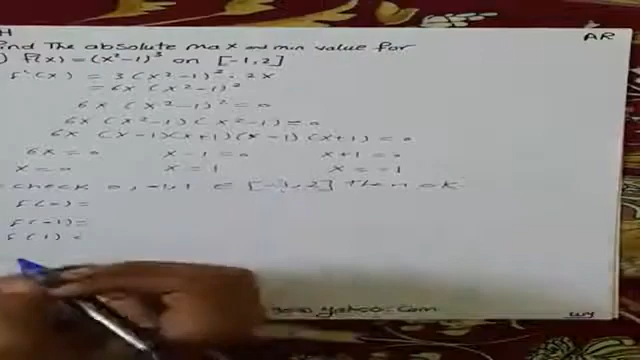 H
AR
Find The absolute max and min value for
) f(x) = (x²-1)³ on [-1,2]
F'(x) = 3(x²-1)² . 2x
= 6x (x²-1)²
6x (x²-1)² = 0
6x (x²-1)(x²-1) = 0
6x (x-1)(x+1)(x-1)(x+1) = 0
6x = 0 x-1 = 0 x+1 = 0
x = 0 x = 1 x = -1
check 0, -1, 1 ∈ [-1,2] Then ok
F(0) =
F(-1) =
F(1) =
yahoo.com